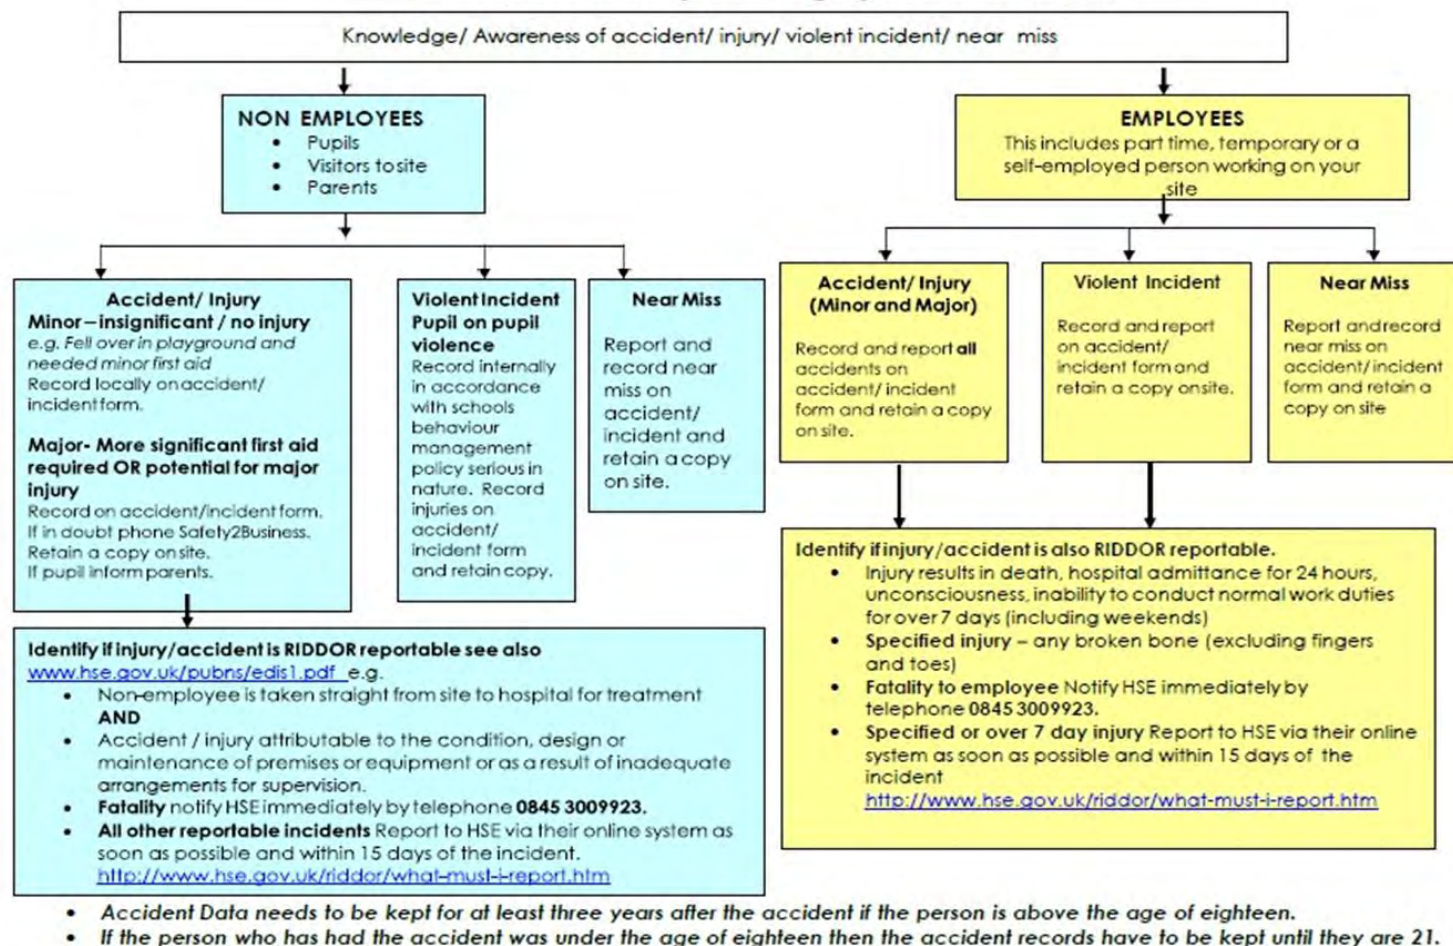 Knowledge/ Awareness of accident/ injury/ violent incident/ near miss
NON EMPLOYEES
• Pupils
• Visitors to site
• Parents
EMPLOYEES
This includes part time, temporary or a
self-employed person working on your
site
Accident/ Injury
Minor – insignificant / no injury
e.g. Fell over in playground and
needed minor first aid
Record locally on accident/
incident form.
Major- More significant first aid
required OR potential for major
injury
Record on accident/incident form.
If in doubt phone Safety2Business.
Retain a copy onsite.
If pupil inform parents.
Violent Incident
Pupil on pupil
violence
Record internally
in accordance
with schools
behaviour
management
policy serious in
nature. Record
injuries on
accident/
incident form
and retain copy.
Near Miss
Report and
record near
miss on
accident/
incident and
retain a copy
on site.
Accident/ Injury
(Minor and Major)
Record and report all
accidents on
accident/ incident
form and retain a copy
on site.
Violent Incident
Record and report
on accident/
incident form and
retain a copy onsite.
Near Miss
Report and record
near miss on
accident/ incident
form and retain a
copy on site
Identify if injury/accident is RIDDOR reportable see also
www.hse.gov.uk/pubns/edis1.pdf e.g.
• Non-employee is taken straight from site to hospital for treatment
AND
• Accident / injury attributable to the condition, design or
maintenance of premises or equipment or as a result of inadequate
arrangements for supervision.
• Fatality notify HSE immediately by telephone 0845 3009923.
• All other reportable incidents Report to HSE via their online system as
soon as possible and within 15 days of the incident.
http://www.hse.gov.uk/riddor/what-must-i-report.htm
Identify if injury/accident is also RIDDOR reportable.
• Injury results in death, hospital admittance for 24 hours,
unconsciousness, inability to conduct normal work duties
for over 7 days (including weekends)
• Specified injury – any broken bone (excluding fingers
and toes)
• Fatality to employee Notify HSE immediately by
telephone 0845 3009923.
• Specified or over 7 day injury Report to HSE via their online
system as soon as possible and within 15 days of the
incident
http://www.hse.gov.uk/riddor/what-must-i-report.htm
• Accident Data needs to be kept for at least three years after the accident if the person is above the age of eighteen.
• If the person who has had the accident was under the age of eighteen then the accident records have to be kept until they are 21.